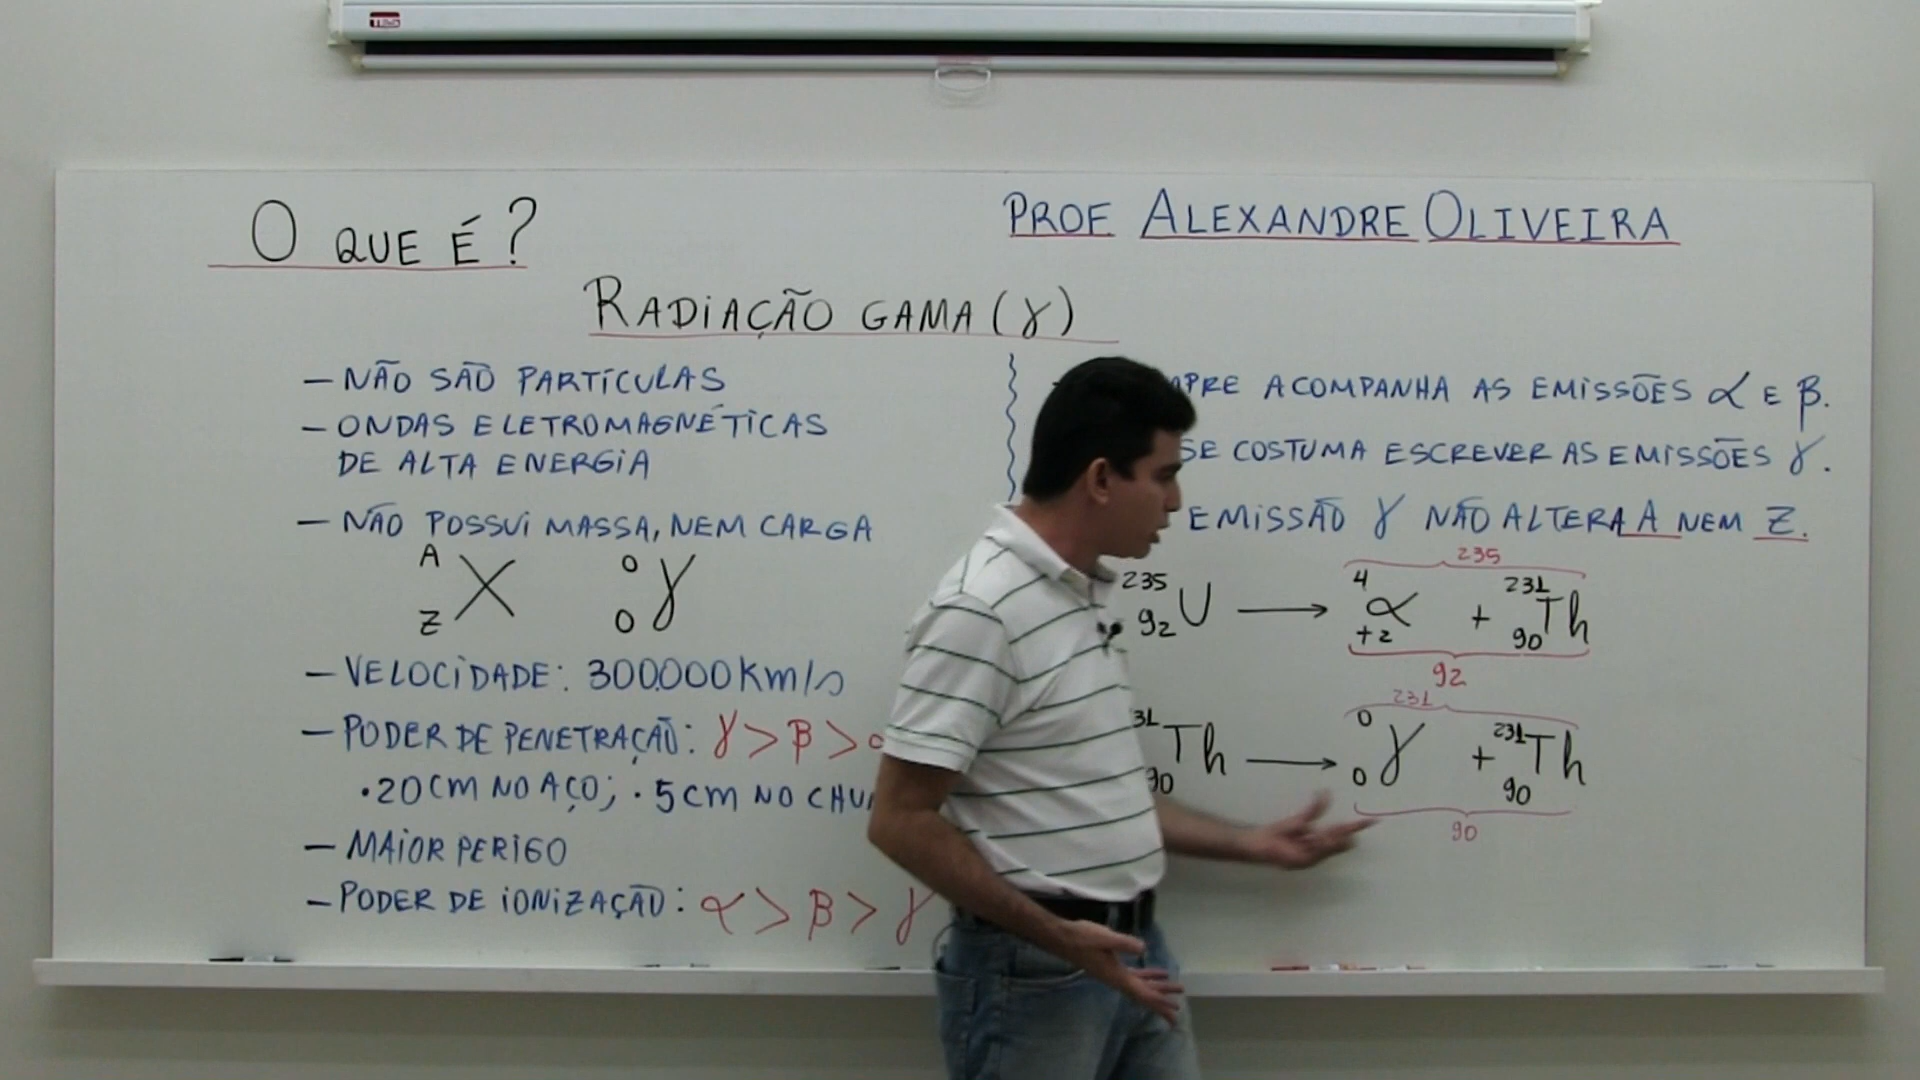 O QUE É?
PROF ALEXANDRE OLIVEIRA
RADIAÇÃO GAMA (γ)
– NÃO SÃO PARTÍCULAS
– ONDAS ELETROMAGNÉTICAS
DE ALTA ENERGIA
– NÃO POSSUI MASSA, NEM CARGA
A Z X 0 0 γ
– VELOCIDADE: 300.000 Km/s
– PODER DE PENETRAÇÃO: γ > β >
• 20 cm NO AÇO; • 5 cm NO
– MAIOR PERIGO
– PODER DE IONIZAÇÃO: α > β > γ
ACOMPANHA AS EMISSÕES α E β.
SE COSTUMA ESCREVER AS EMISSÕES γ.
EMISSÃO γ NÃO ALTERA A NEM Z.
235
235 92 U → 4 +2 α + 231 90 Th
92
231
Th → 0 0 γ + 231 90 Th
90